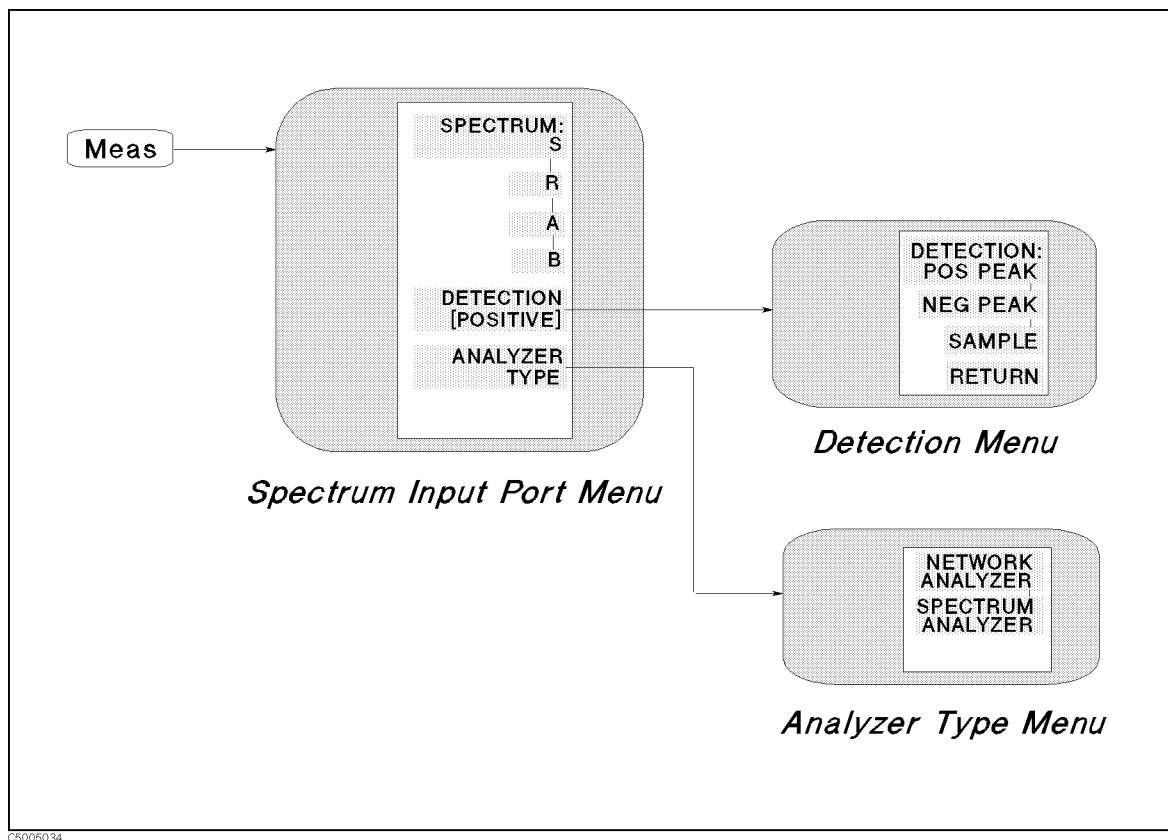 Meas
SPECTRUM:
S
R
A
B
DETECTION
[POSITIVE]
ANALYZER
TYPE
Spectrum Input Port Menu
DETECTION:
POS PEAK
NEG PEAK
SAMPLE
RETURN
Detection Menu
NETWORK
ANALYZER
SPECTRUM
ANALYZER
Analyzer Type Menu
C5005034